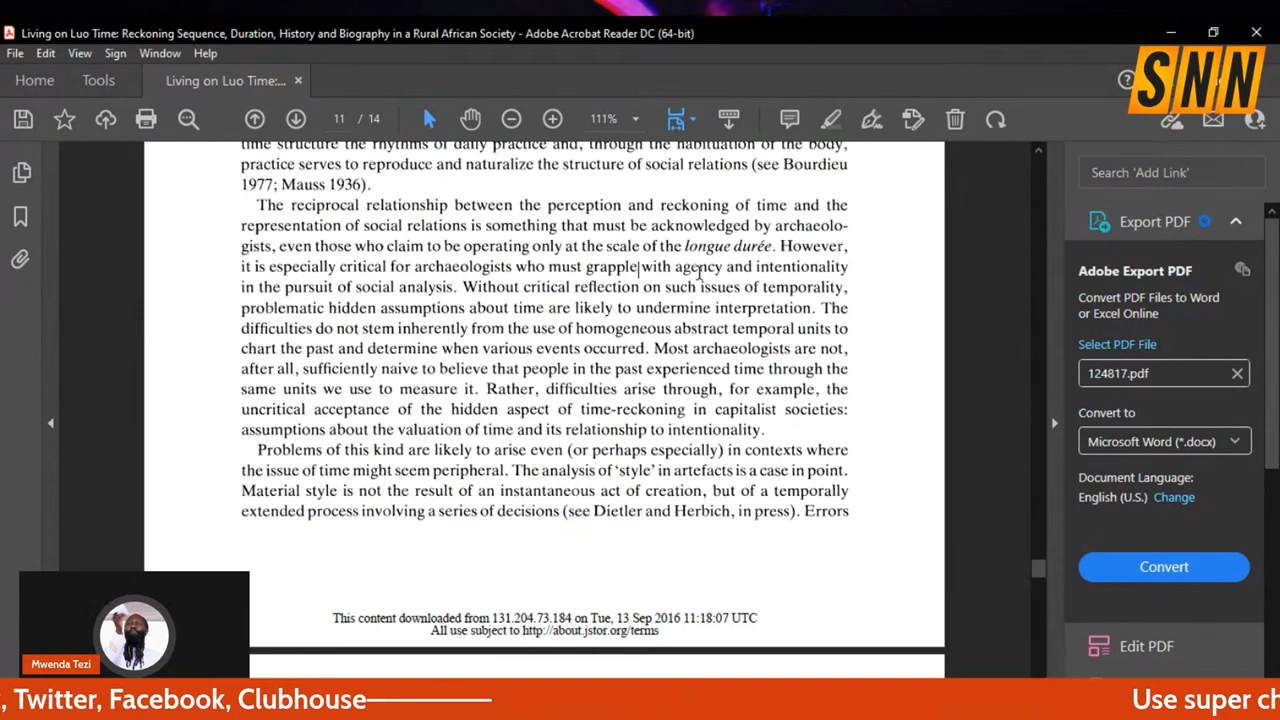 Living on Luo Time: Reckoning Sequence, Duration, History and Biography in a Rural African Society - Adobe Acrobat Reader DC (64-bit)
File Edit View Sign Window Help
Home Tools Living on Luo Time:... ×
SNN
11 / 14 111%
time structure the rhythms of daily practice and, through the habituation of the body,
practice serves to reproduce and naturalize the structure of social relations (see Bourdieu
1977; Mauss 1936).
The reciprocal relationship between the perception and reckoning of time and the
representation of social relations is something that must be acknowledged by archaeolo-
gists, even those who claim to be operating only at the scale of the longue durée. However,
it is especially critical for archaeologists who must grapple with agency and intentionality
in the pursuit of social analysis. Without critical reflection on such issues of temporality,
problematic hidden assumptions about time are likely to undermine interpretation. The
difficulties do not stem inherently from the use of homogeneous abstract temporal units to
chart the past and determine when various events occurred. Most archaeologists are not,
after all, sufficiently naive to believe that people in the past experienced time through the
same units we use to measure it. Rather, difficulties arise through, for example, the
uncritical acceptance of the hidden aspect of time-reckoning in capitalist societies:
assumptions about the valuation of time and its relationship to intentionality.
Problems of this kind are likely to arise even (or perhaps especially) in contexts where
the issue of time might seem peripheral. The analysis of 'style' in artefacts is a case in point.
Material style is not the result of an instantaneous act of creation, but of a temporally
extended process involving a series of decisions (see Dietler and Herbich, in press). Errors
This content downloaded from 131.204.73.184 on Tue, 13 Sep 2016 11:18:07 UTC
All use subject to http://about.jstor.org/terms
Search 'Add Link'
Export PDF
Adobe Export PDF
Convert PDF Files to Word
or Excel Online
Select PDF File
124817.pdf
Convert to
Microsoft Word (*.docx)
Document Language:
English (U.S.) Change
Convert
Edit PDF
Mwenda Tezi
, Twitter, Facebook, Clubhouse
Use super ch